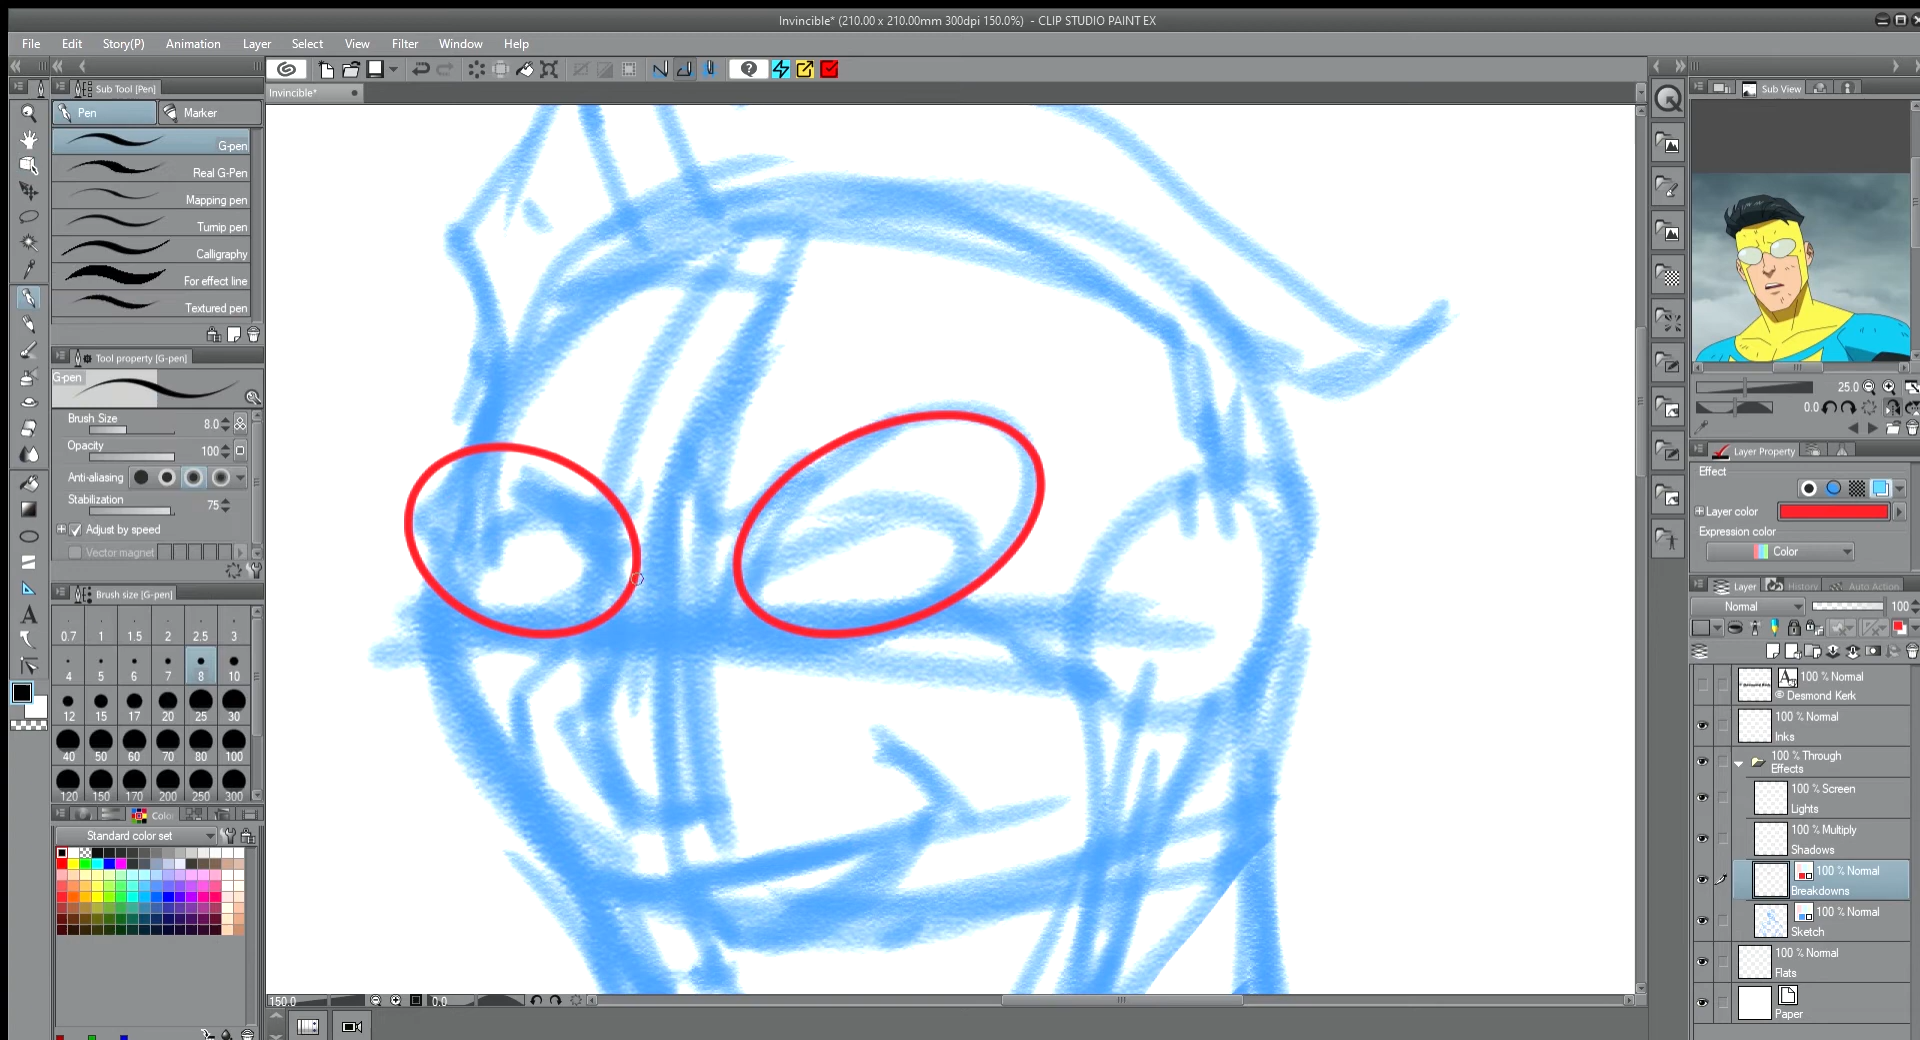 Invincible* (210.00 x 210.00mm 300dpi 150.0%) - CLIP STUDIO PAINT EX
File Edit Story(P) Animation Layer Select View Filter Window Help
Sub Tool [Pen]
Pen Marker
G-pen
Real G-Pen
Mapping pen
Turnip pen
Calligraphy
For effect line
Textured pen
Tool property [G-pen]
G-pen
Brush Size 8.0
Opacity 100
Anti-aliasing
Stabilization 75
Adjust by speed
Vector magnet
Brush size [G-pen]
0.7 1 1.5 2 2.5 3
4 5 6 7 8 10
12 15 17 20 25 30
40 50 60 70 80 100
120 150 170 200 250 300
Colo
Standard color set
Invincible*
150.0 0.0
Sub View
25.0
0.0
Layer Property
Effect
Layer color
Expression color
Color
Layer History Auto Action
Normal 100
100 % Normal
Desmond Kerk
100 % Normal
Inks
100 % Through
Effects
100 % Screen
Lights
100 % Multiply
Shadows
100 % Normal
Breakdowns
100 % Normal
Sketch
100 % Normal
Flats
Paper